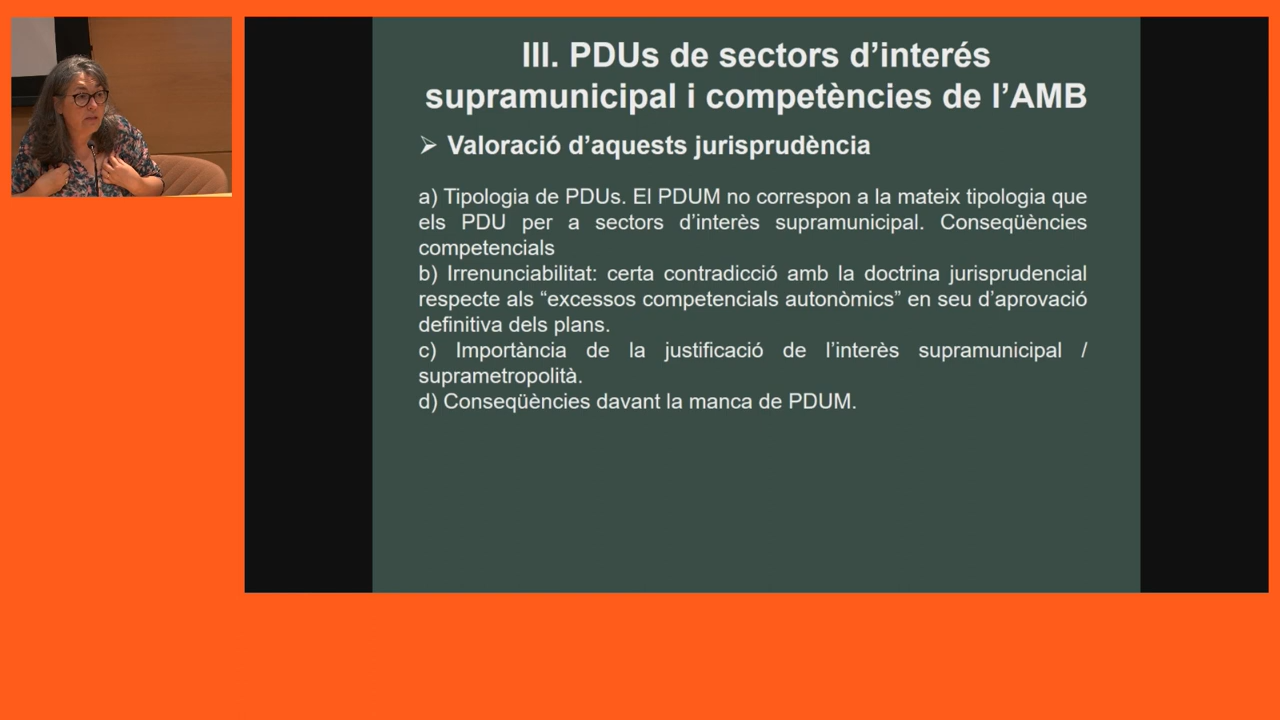 III. PDUs de sectors d’interés
supramunicipal i competències de l’AMB
➢ Valoració d’aquests jurisprudència
a) Tipologia de PDUs. El PDUM no correspon a la mateix tipologia que
els PDU per a sectors d’interès supramunicipal. Conseqüències
competencials
b) Irrenunciabilitat: certa contradicció amb la doctrina jurisprudencial
respecte als “excessos competencials autonòmics” en seu d’aprovació
definitiva dels plans.
c) Importància de la justificació de l’interès supramunicipal /
suprametropolità.
d) Conseqüències davant la manca de PDUM.